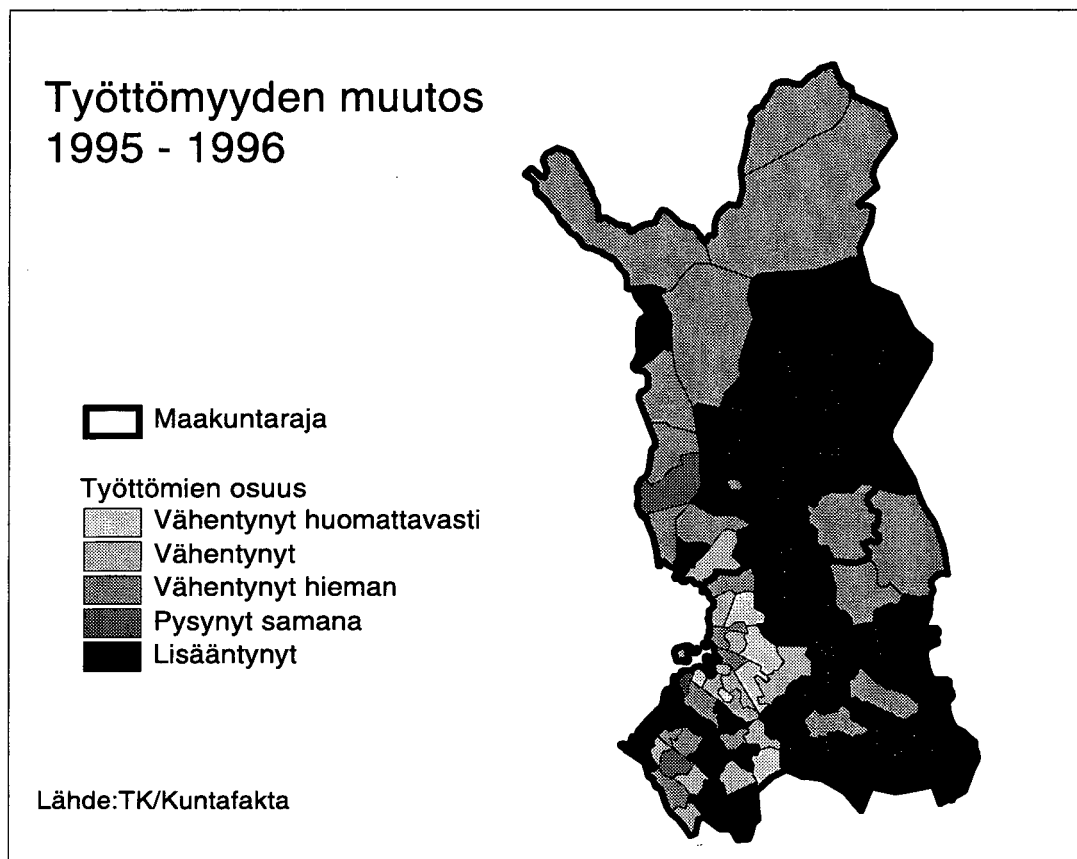 Työttömyyden muutos
1995 - 1996
Maakuntaraja
Työttömien osuus
Vähentynyt huomattavasti
Vähentynyt
Vähentynyt hieman
Pysynyt samana
Lisääntynyt
Lähde:TK/Kuntafakta